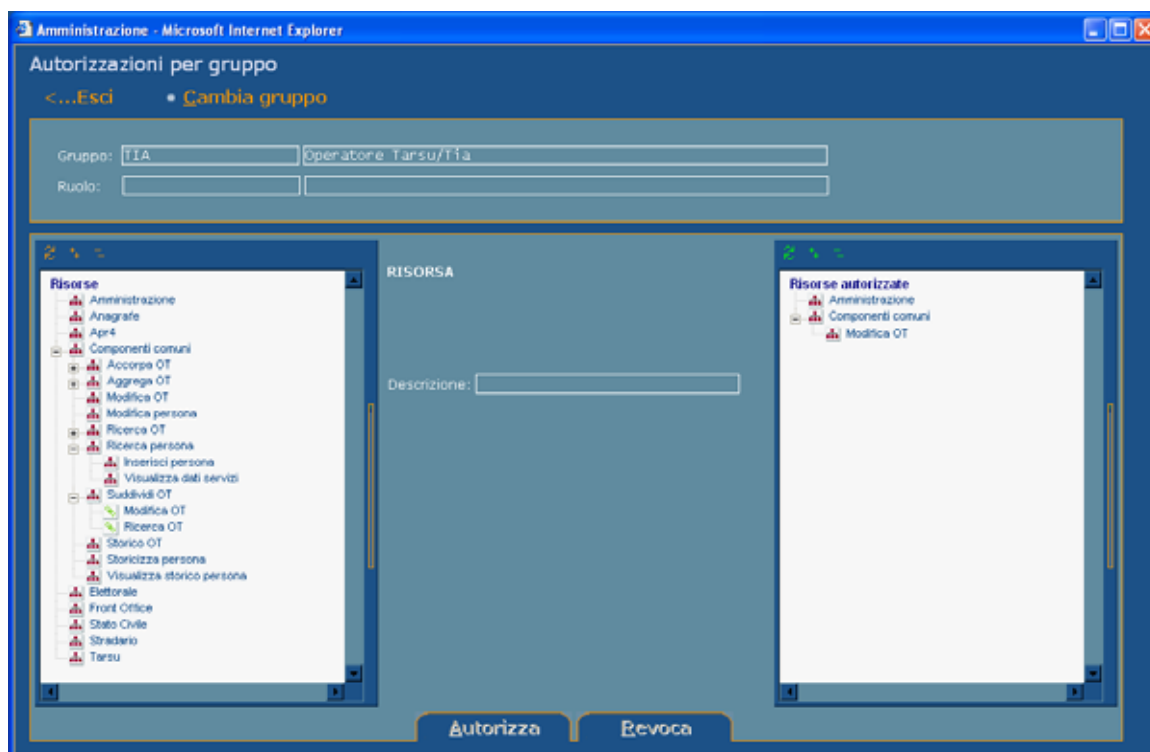 Amministrazione - Microsoft Internet Explorer
Autorizzazioni per gruppo
<...Esci • Cambia gruppo
Gruppo: TIA Operatore Tarsu/Tia
Ruolo:
Risorse
Amministrazione
Anagrafe
Apr4
Componenti comuni
Accorpa OT
Aggrega OT
Modifica OT
Modifica persona
Ricerca OT
Ricerca persona
Inserisci persona
Visualizza dati servizi
Suddividi OT
Modifica OT
Ricerca OT
Storico OT
Storicizza persona
Visualizza storico persona
Elettorale
Front Office
Stato Civile
Stradario
Tarsu
RISORSA
Descrizione:
Risorse autorizzate
Amministrazione
Componenti comuni
Modifica OT
Autorizza Revoca